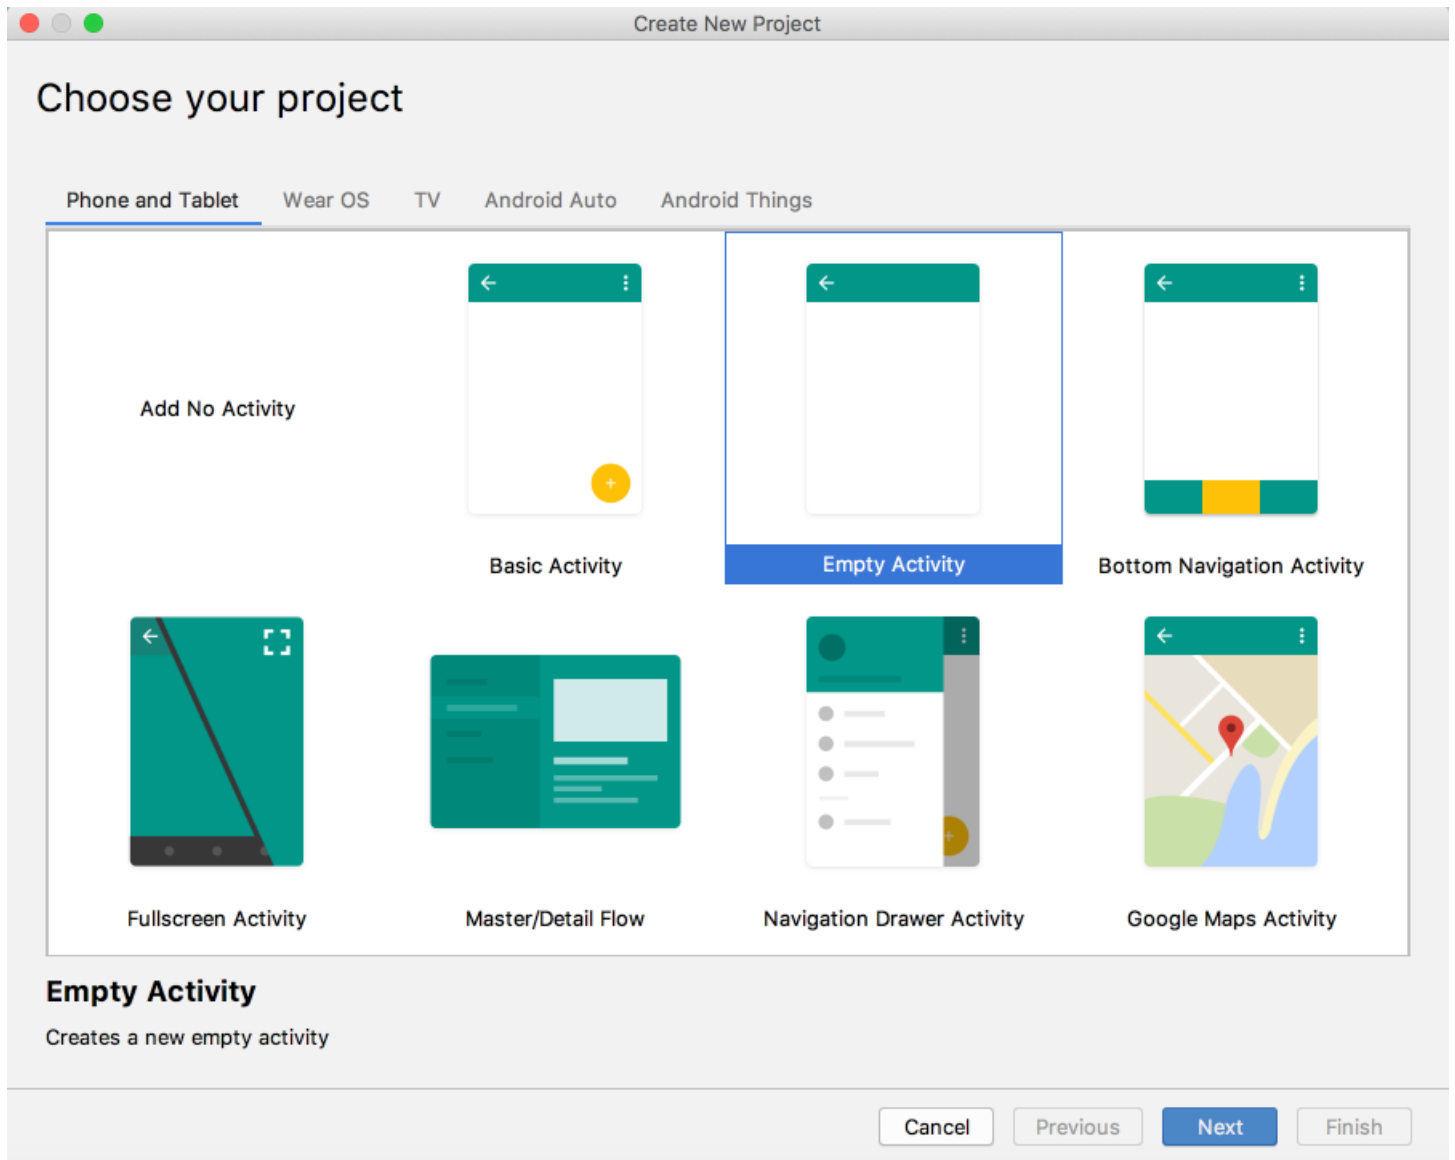 Create New Project
Choose your project
Phone and Tablet Wear OS TV Android Auto Android Things
Add No Activity
Basic Activity
Empty Activity
Bottom Navigation Activity
Fullscreen Activity
Master/Detail Flow
Navigation Drawer Activity
Google Maps Activity
Empty Activity
Creates a new empty activity
Cancel Previous Next Finish